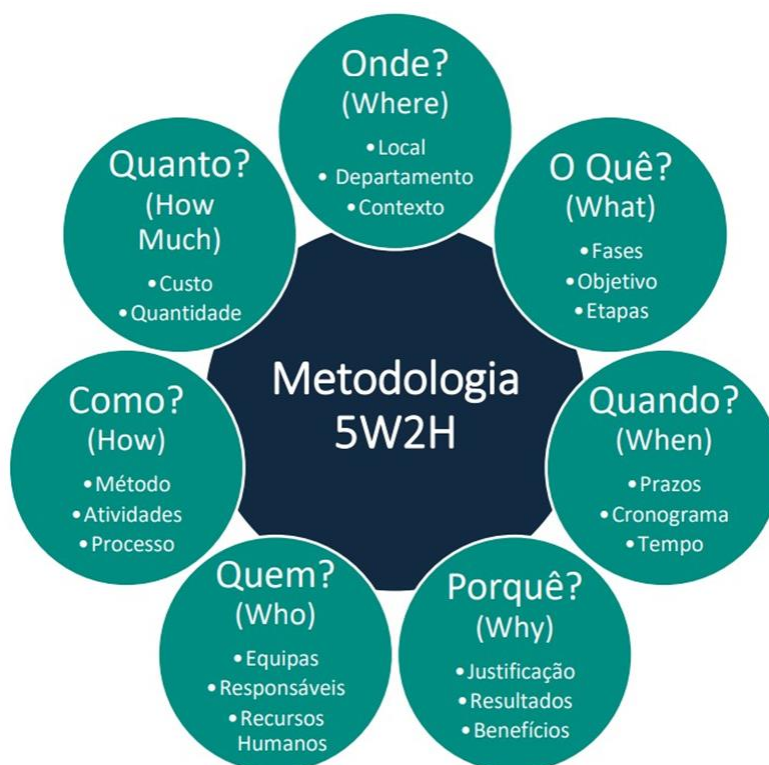 Onde?
(Where)
• Local
• Departamento
• Contexto
O Quê?
(What)
• Fases
• Objetivo
• Etapas
Quando?
(When)
• Prazos
• Cronograma
• Tempo
Porquê?
(Why)
• Justificação
• Resultados
• Benefícios
Quem?
(Who)
• Equipas
• Responsáveis
• Recursos
Humanos
Como?
(How)
• Método
• Atividades
• Processo
Quanto?
(How
Much)
• Custo
• Quantidade
Metodologia
5W2H